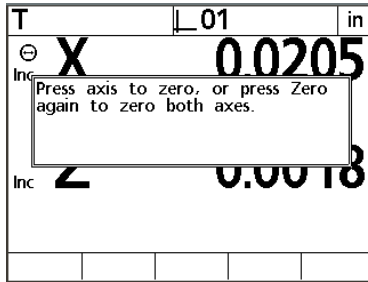 T 01 in
X 0.0205
Inc
Press axis to zero, or press Zero
again to zero both axes.
Inc Z 0.0018